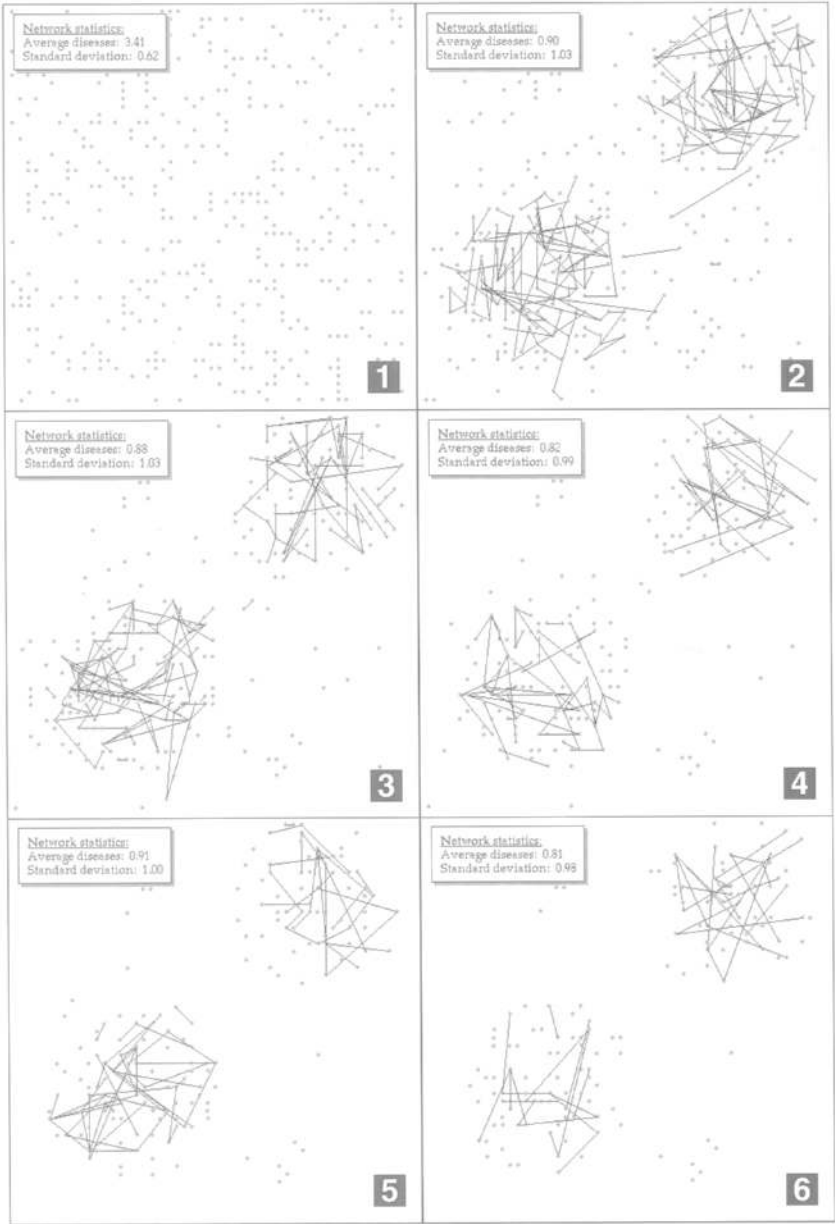 Network statistics:
Average diseases: 3.41
Standard deviation: 0.62
1
Network statistics:
Average diseases: 0.90
Standard deviation: 1.03
2
Network statistics:
Average diseases: 0.88
Standard deviation: 1.03
3
Network statistics:
Average diseases: 0.82
Standard deviation: 0.99
4
Network statistics:
Average diseases: 0.91
Standard deviation: 1.00
5
Network statistics:
Average diseases: 0.81
Standard deviation: 0.98
6